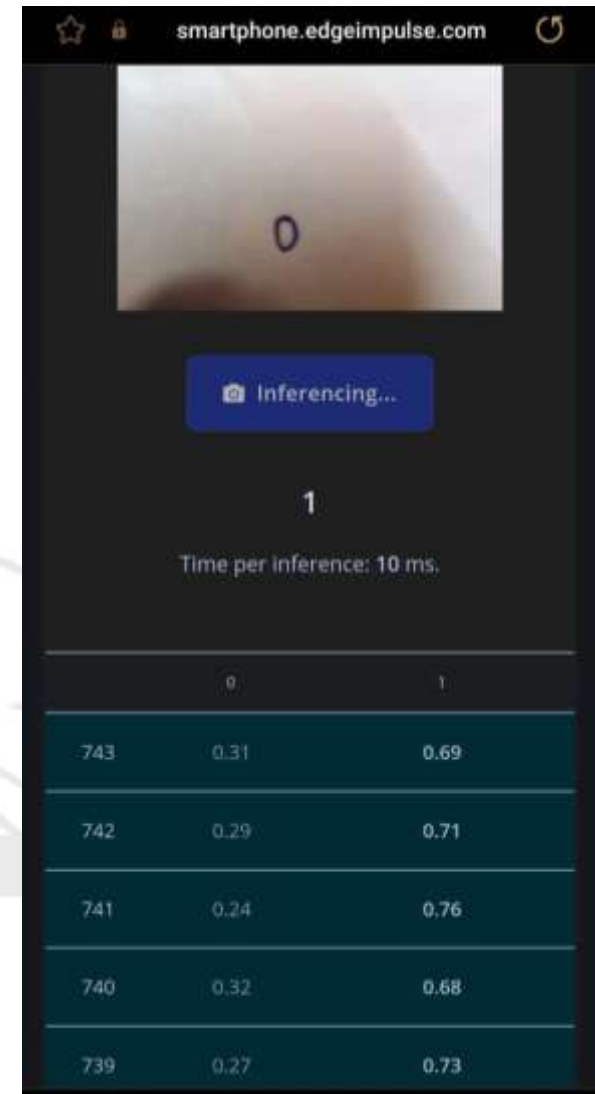 smartphone.edgeimpulse.com
0
Inferencing...
1
Time per inference: 10 ms.
0 1
743 0.31 0.69
742 0.29 0.71
741 0.24 0.76
740 0.32 0.68
739 0.27 0.73